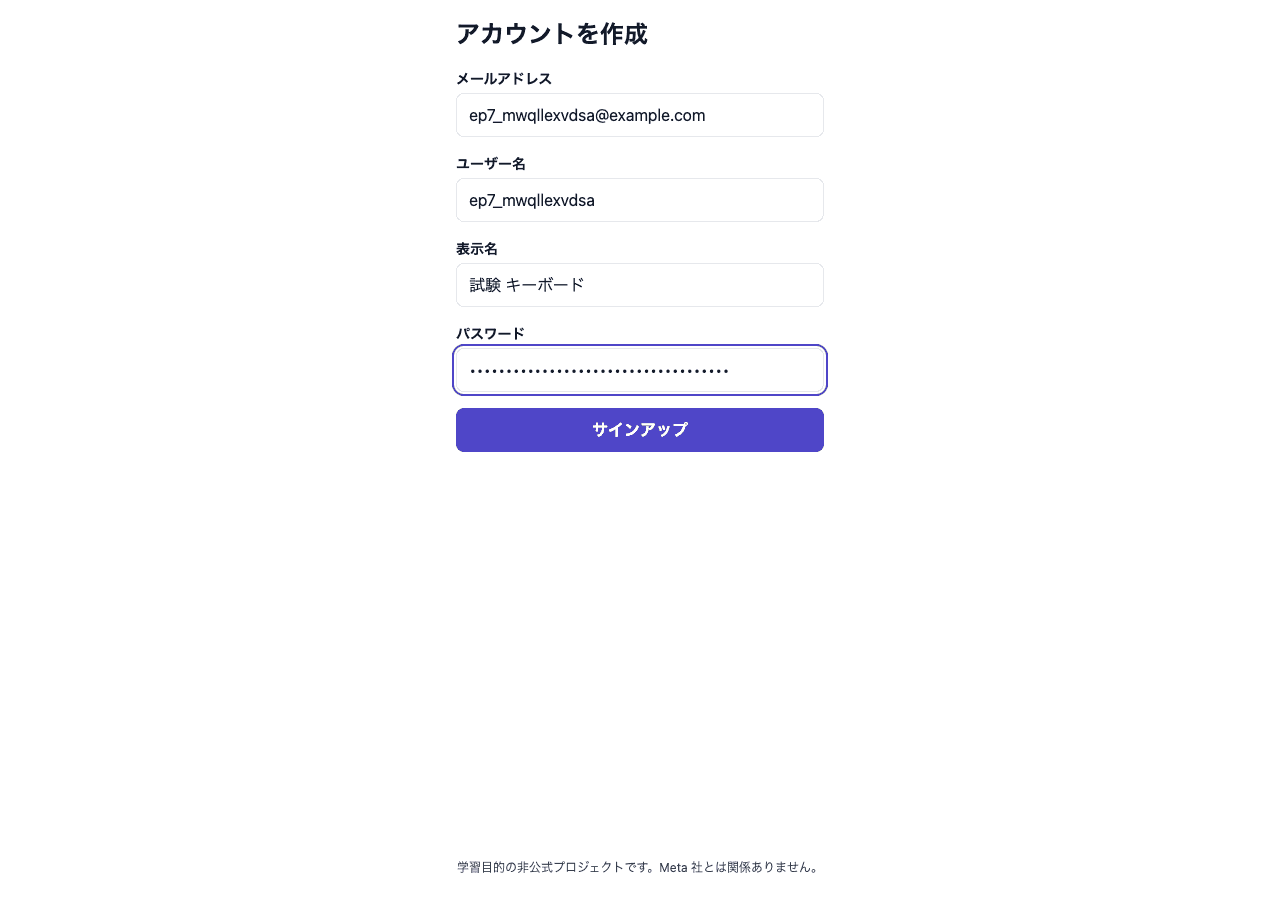 アカウントを作成
メールアドレス
ep7_mwqllexvdsa@example.com
ユーザー名
ep7_mwqllexvdsa
表示名
試験 キーボード
パスワード
••••••••••••••••••••••••••••••••••••
サインアップ
学習目的の非公式プロジェクトです。Meta 社とは関係ありません。